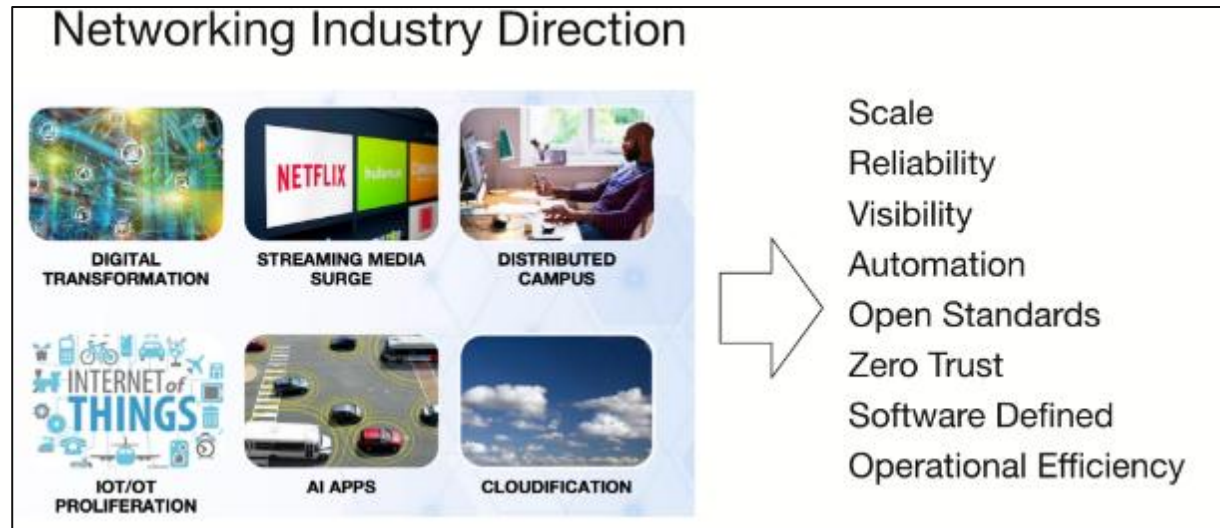 Networking Industry Direction
NETFLIX
DIGITAL
TRANSFORMATION
STREAMING MEDIA
SURGE
DISTRIBUTED
CAMPUS
INTERNET of
THINGS
IOT/OT
PROLIFERATION
AI APPS
CLOUDIFICATION
Scale
Reliability
Visibility
Automation
Open Standards
Zero Trust
Software Defined
Operational Efficiency